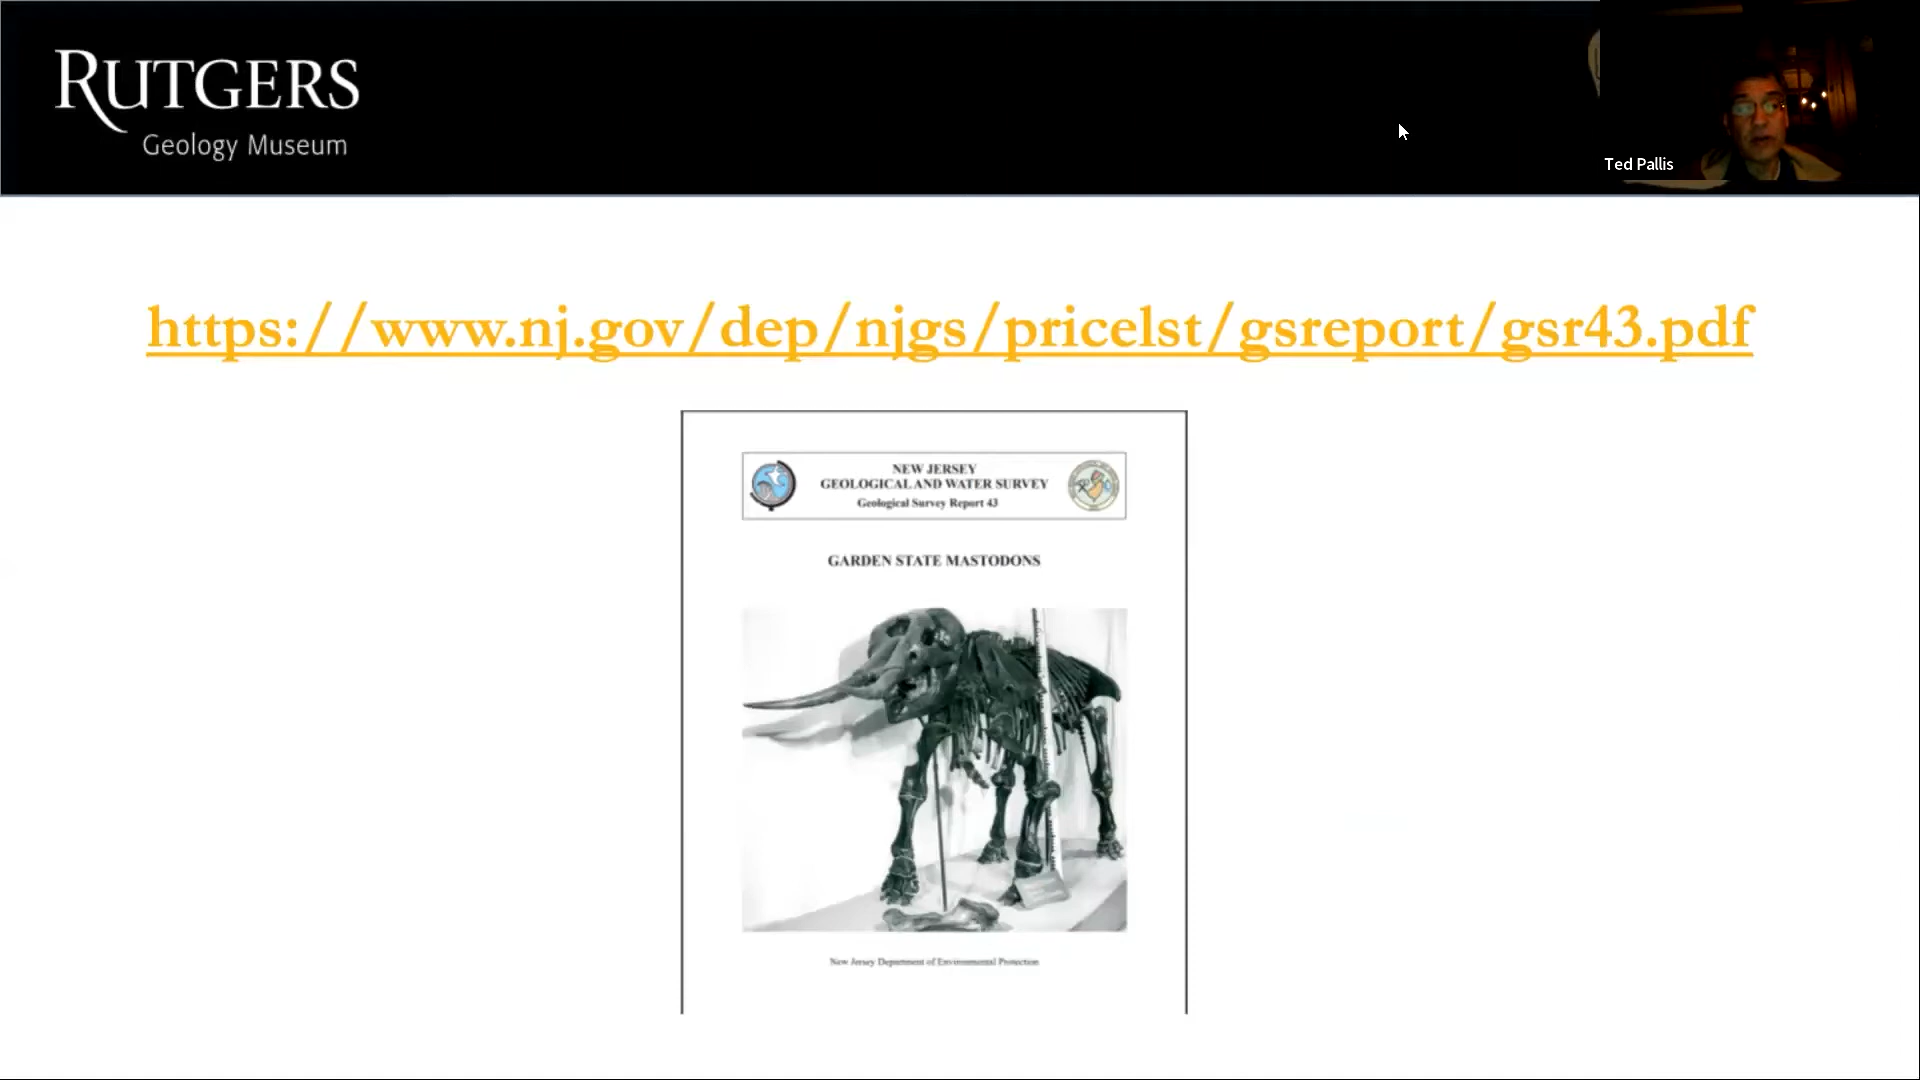 RUTGERS
Geology Museum
Ted Pallis
https://www.nj.gov/dep/njgs/pricelst/gsreport/gsr43.pdf
NEW JERSEY
GEOLOGICAL AND WATER SURVEY
Geological Survey Report 43
GARDEN STATE MASTODONS
New Jersey Department of Environmental Protection